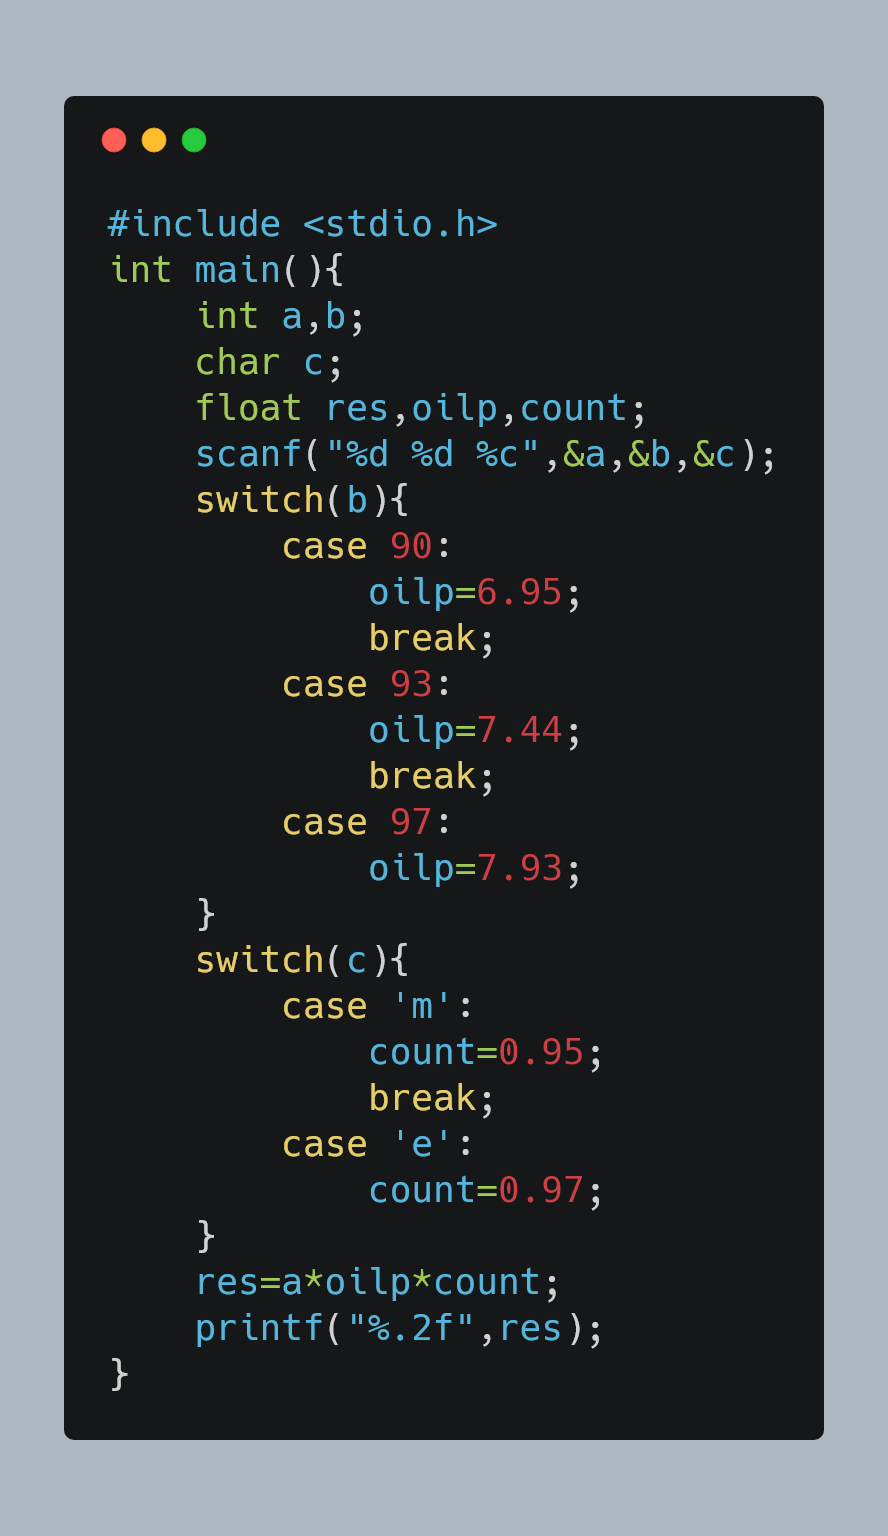 #include <stdio.h>
int main(){
    int a,b;
    char c;
    float res,oilp,count;
    scanf("%d %d %c",&a,&b,&c);
    switch(b){
        case 90:
            oilp=6.95;
            break;
        case 93:
            oilp=7.44;
            break;
        case 97:
            oilp=7.93;
    }
    switch(c){
        case 'm':
            count=0.95;
            break;
        case 'e':
            count=0.97;
    }
    res=a*oilp*count;
    printf("%.2f",res);
}